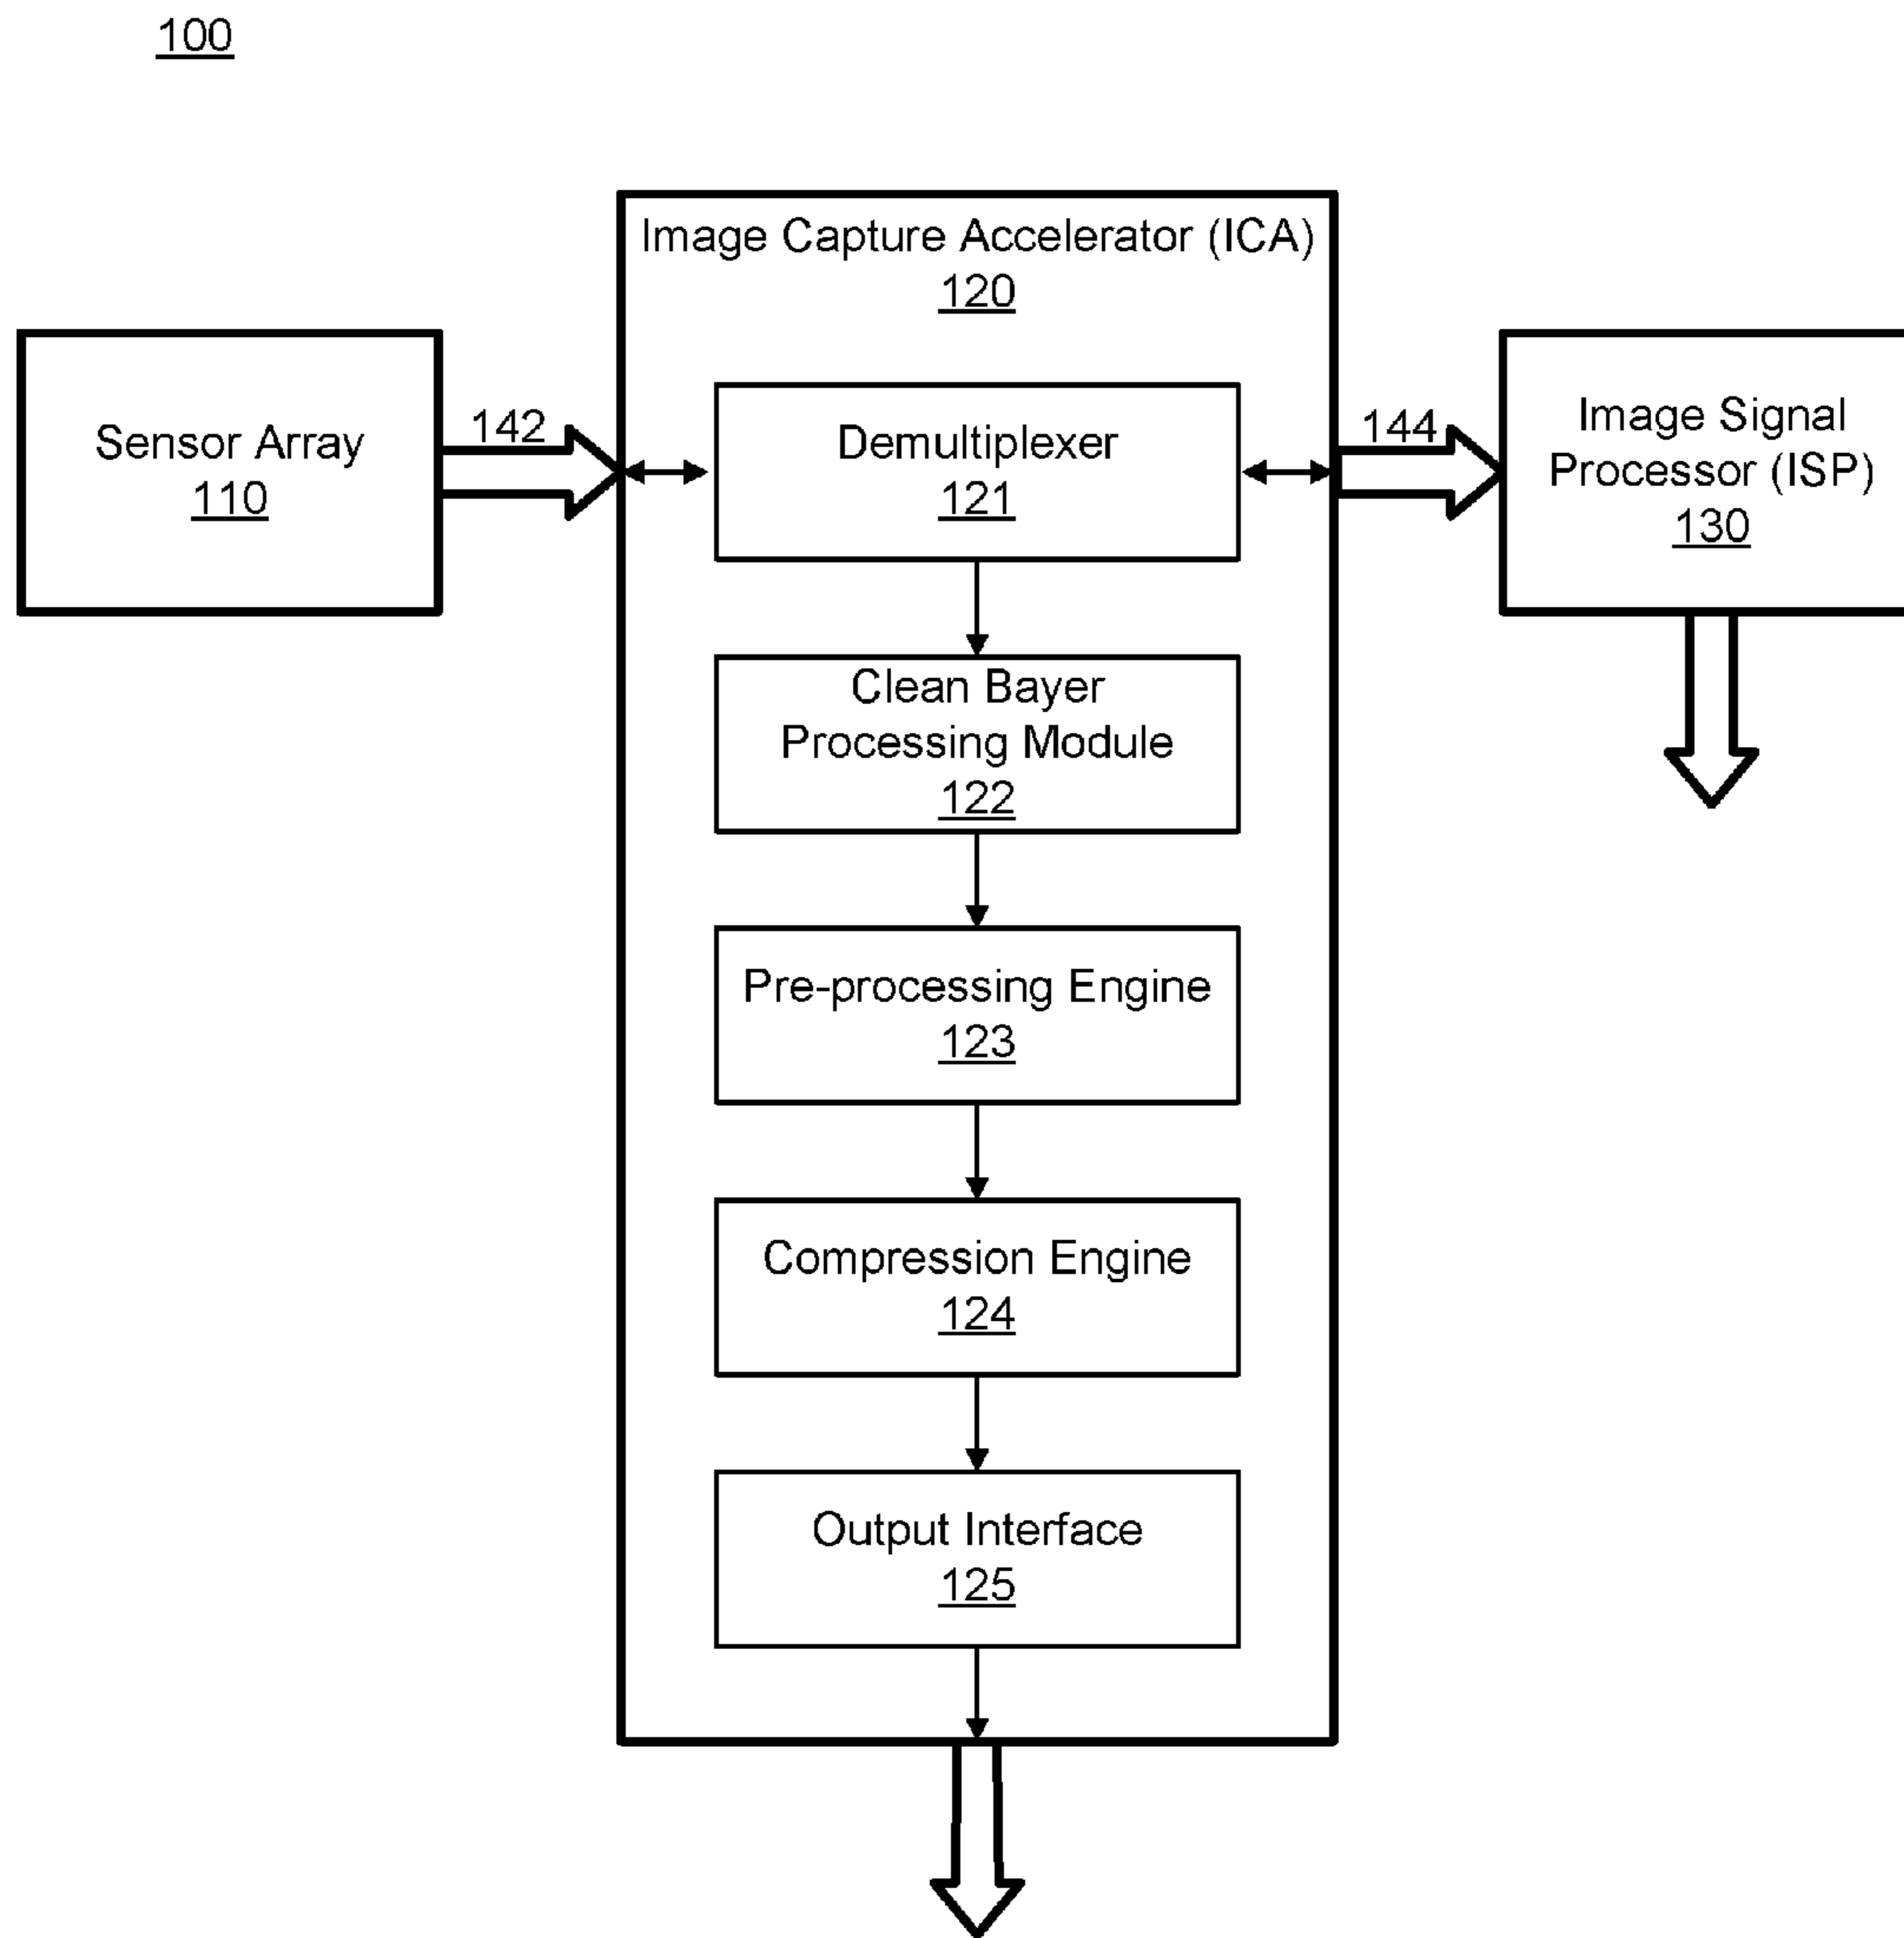 100
Image Capture Accelerator (ICA)
120
Sensor Array
110
142
Demultiplexer
121
144
Image Signal
Processor (ISP)
130
Clean Bayer
Processing Module
122
Pre-processing Engine
123
Compression Engine
124
Output Interface
125